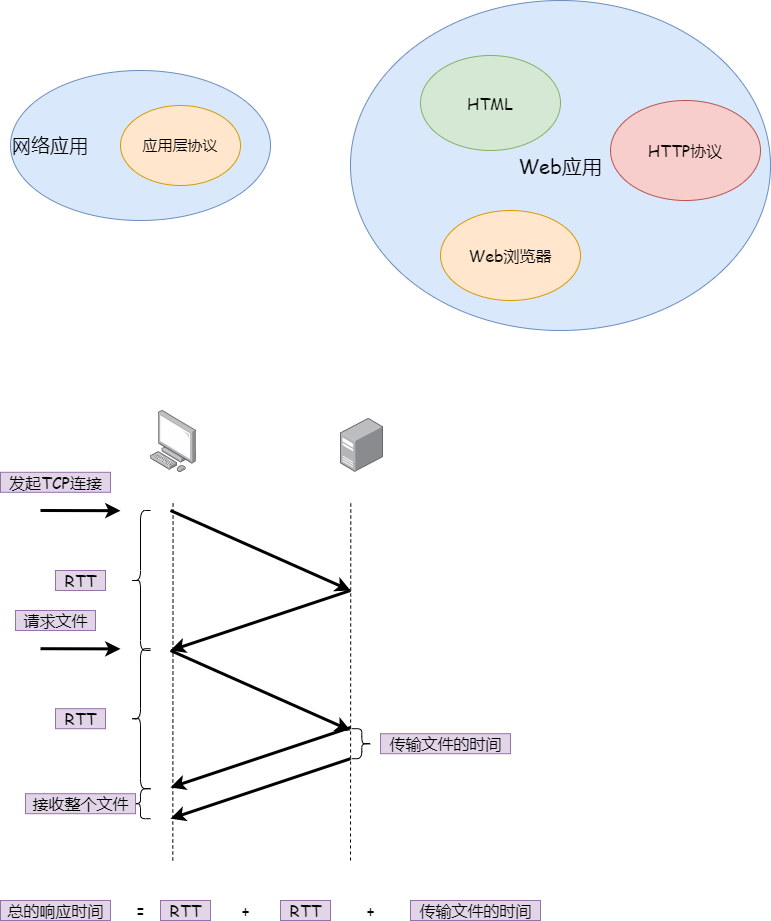 网络应用
应用层协议
HTML
Web应用
HTTP协议
Web浏览器
发起TCP连接
RTT
请求文件
RTT
传输文件的时间
接收整个文件
总的响应时间 = RTT + RTT + 传输文件的时间